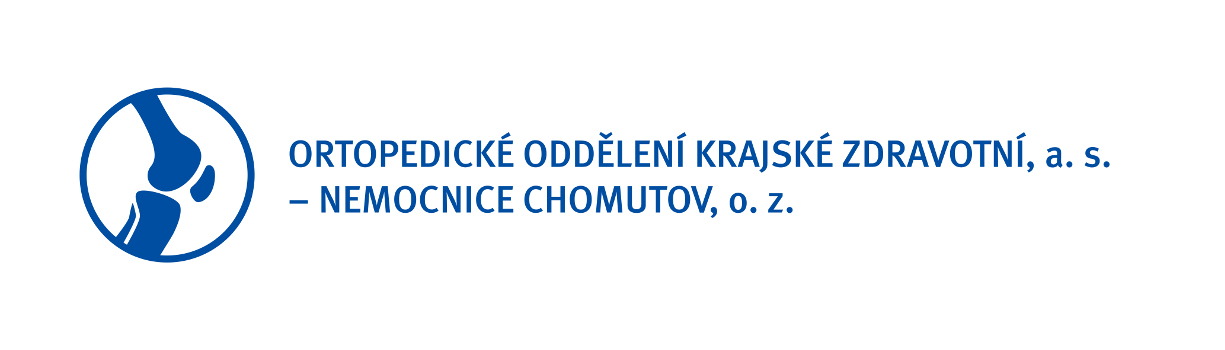 ORTOPEDICKÉ ODDĚLENÍ KRAJSKÉ ZDRAVOTNÍ, a. s.
– NEMOCNICE CHOMUTOV, o. z.